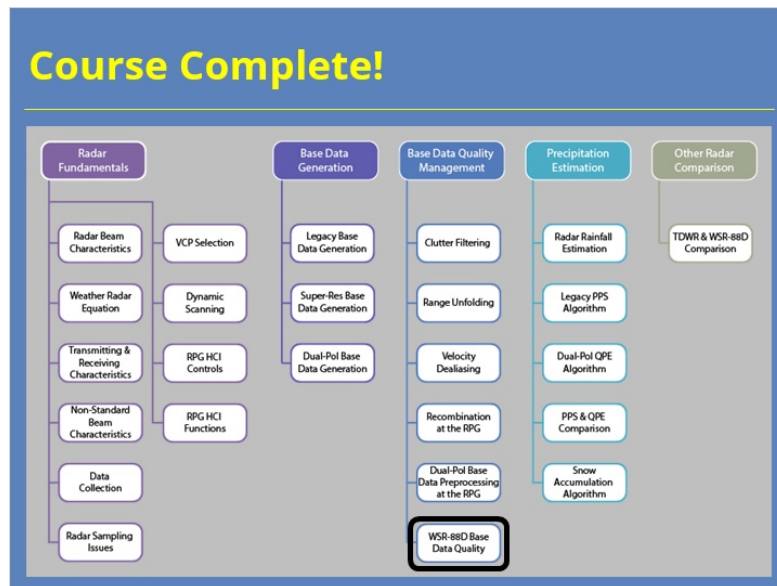 Course Complete!
Radar
Fundamentals
Radar Beam
Characteristics
Weather Radar
Equation
Transmitting &
Receiving
Characteristics
Non-Standard
Beam
Characteristics
Data
Collection
Radar Sampling
Issues
VCP Selection
Dynamic
Scanning
RPG HCI
Controls
RPG HCI
Functions
Base Data
Generation
Legacy Base
Data Generation
Super-Res Base
Data Generation
Dual-Pol Base
Data Generation
Base Data Quality
Management
Clutter Filtering
Range Unfolding
Velocity
Dealiasing
Recombination
at the RPG
Dual-Pol Base
Data Preprocessing
at the RPG
WSR-88D Base
Data Quality
Precipitation
Estimation
Radar Rainfall
Estimation
Legacy PPS
Algorithm
Dual-Pol QPE
Algorithm
PPS & QPE
Comparison
Snow
Accumulation
Algorithm
Other Radar
Comparison
TDWR & WSR-88D
Comparison